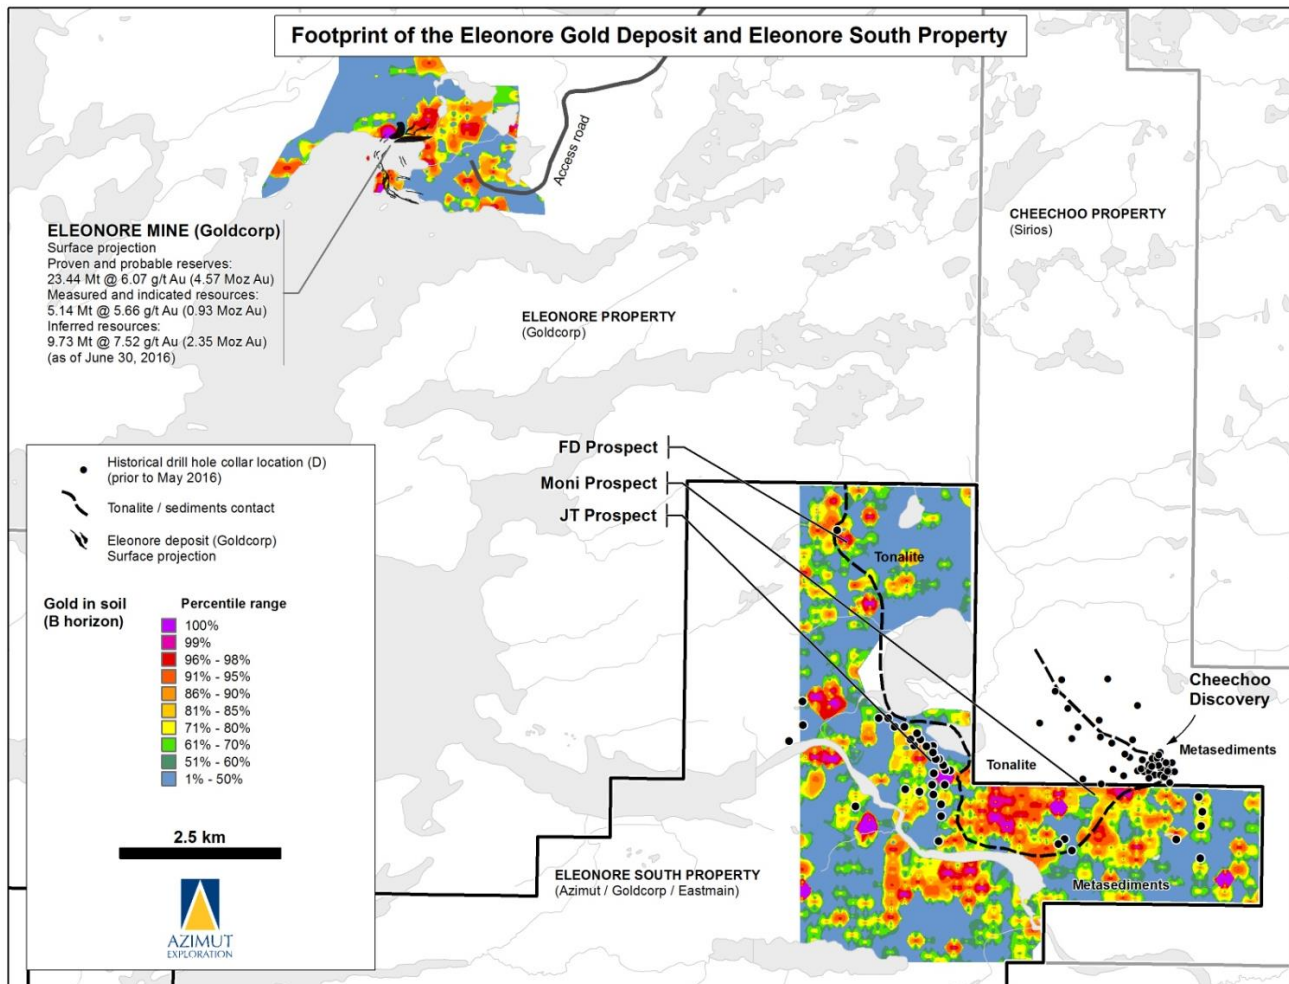 Footprint of the Eleonore Gold Deposit and Eleonore South Property
Access road
ELEONORE MINE (Goldcorp)
Surface projection
Proven and probable reserves:
23.44 Mt @ 6.07 g/t Au (4.57 Moz Au)
Measured and indicated resources:
5.14 Mt @ 5.66 g/t Au (0.93 Moz Au)
Inferred resources:
9.73 Mt @ 7.52 g/t Au (2.35 Moz Au)
(as of June 30, 2016)
CHEECHOO PROPERTY
(Sirios)
ELEONORE PROPERTY
(Goldcorp)
FD Prospect
Moni Prospect
JT Prospect
Tonalite
Cheechoo
Discovery
Metasediments
Tonalite
Metasediments
ELEONORE SOUTH PROPERTY
(Azimut / Goldcorp / Eastmain)
Historical drill hole collar location (D)
(prior to May 2016)
Tonalite / sediments contact
Eleonore deposit (Goldcorp)
Surface projection
Gold in soil
(B horizon)
Percentile range
100%
99%
96% - 98%
91% - 95%
86% - 90%
81% - 85%
71% - 80%
61% - 70%
51% - 60%
1% - 50%
2.5 km
AZIMUT
EXPLORATION